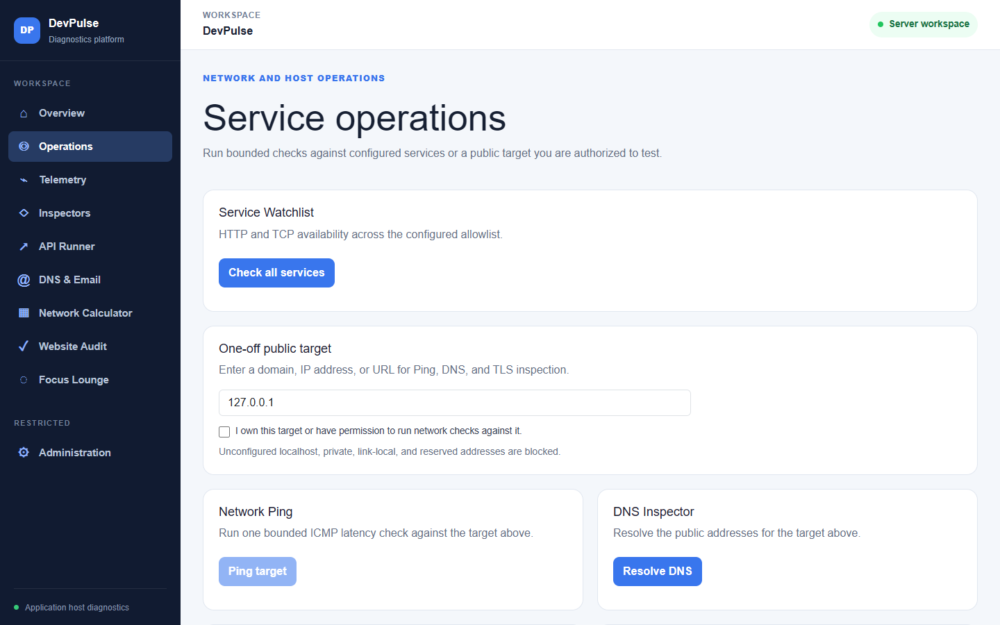 DP
DevPulse
Diagnostics platform
WORKSPACE
Overview
Operations
Telemetry
Inspectors
API Runner
@ DNS & Email
Network Calculator
Website Audit
Focus Lounge
RESTRICTED
Administration
Application host diagnostics
WORKSPACE
DevPulse
Server workspace
NETWORK AND HOST OPERATIONS
Service operations
Run bounded checks against configured services or a public target you are authorized to test.
Service Watchlist
HTTP and TCP availability across the configured allowlist.
Check all services
One-off public target
Enter a domain, IP address, or URL for Ping, DNS, and TLS inspection.
127.0.0.1
I own this target or have permission to run network checks against it.
Unconfigured localhost, private, link-local, and reserved addresses are blocked.
Network Ping
Run one bounded ICMP latency check against the target above.
Ping target
DNS Inspector
Resolve the public addresses for the target above.
Resolve DNS